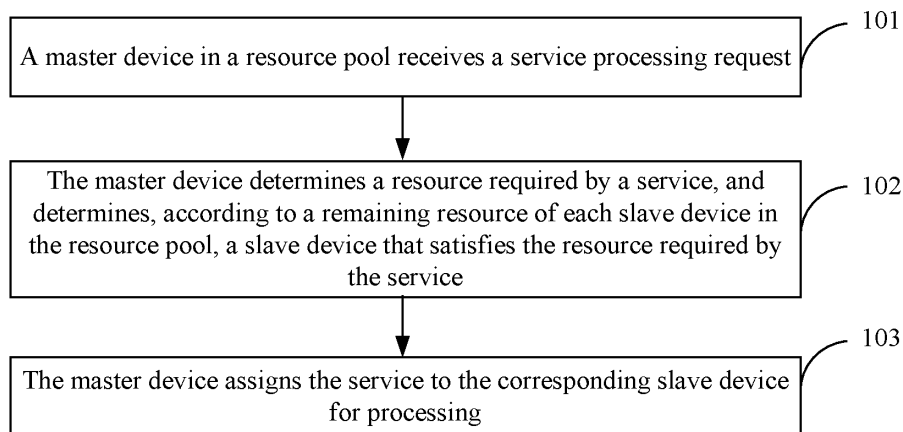 101
A master device in a resource pool receives a service processing request
102
The master device determines a resource required by a service, and
determines, according to a remaining resource of each slave device in
the resource pool, a slave device that satisfies the resource required by
the service
103
The master device assigns the service to the corresponding slave device
for processing